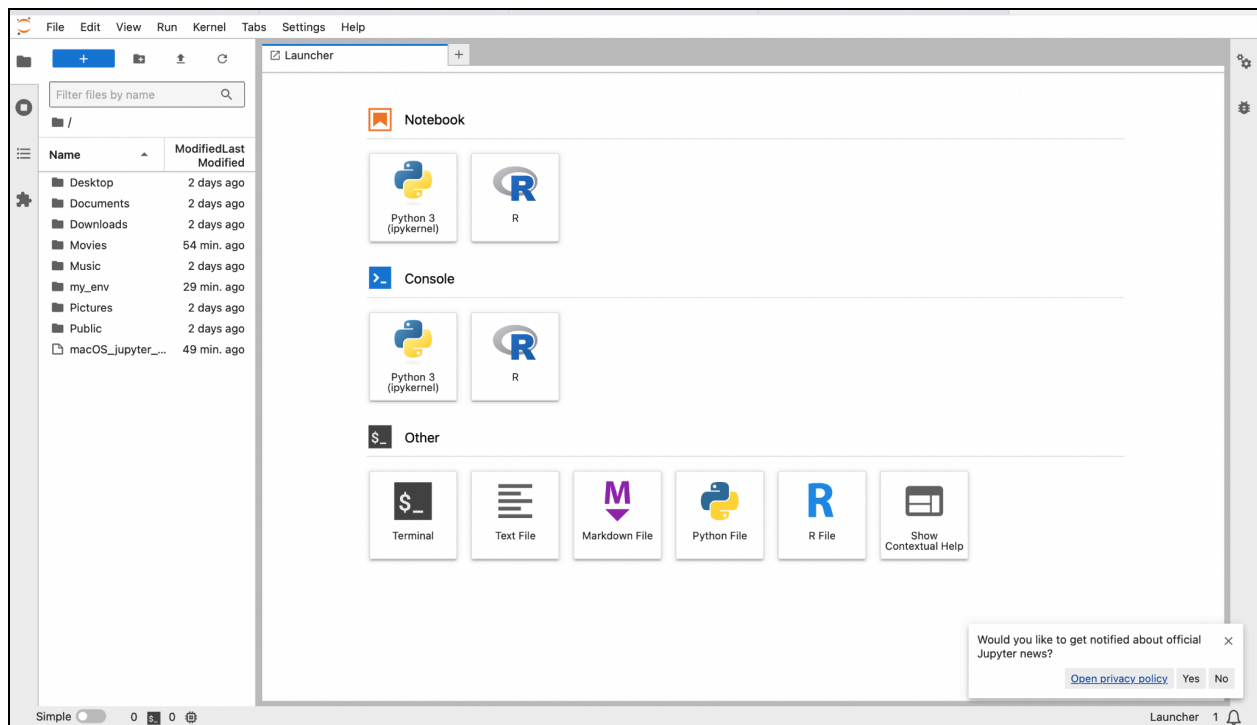 File Edit View Run Kernel Tabs Settings Help
+
Launcher
+
Filter files by name
/
Name
ModifiedLast
Modified
Desktop 2 days ago
Documents 2 days ago
Downloads 2 days ago
Movies 54 min. ago
Music 2 days ago
my_env 29 min. ago
Pictures 2 days ago
Public 2 days ago
macOS_jupyter_... 49 min. ago
Notebook
Python 3
(ipykernel)
R
R
Console
Python 3
(ipykernel)
R
R
$_ Other
$_
Terminal
Text File
M
Markdown File
Python File
R
R File
Show
Contextual Help
Would you like to get notified about official
Jupyter news?
Open privacy policy Yes No
Simple 0 $_ 0
Launcher 1